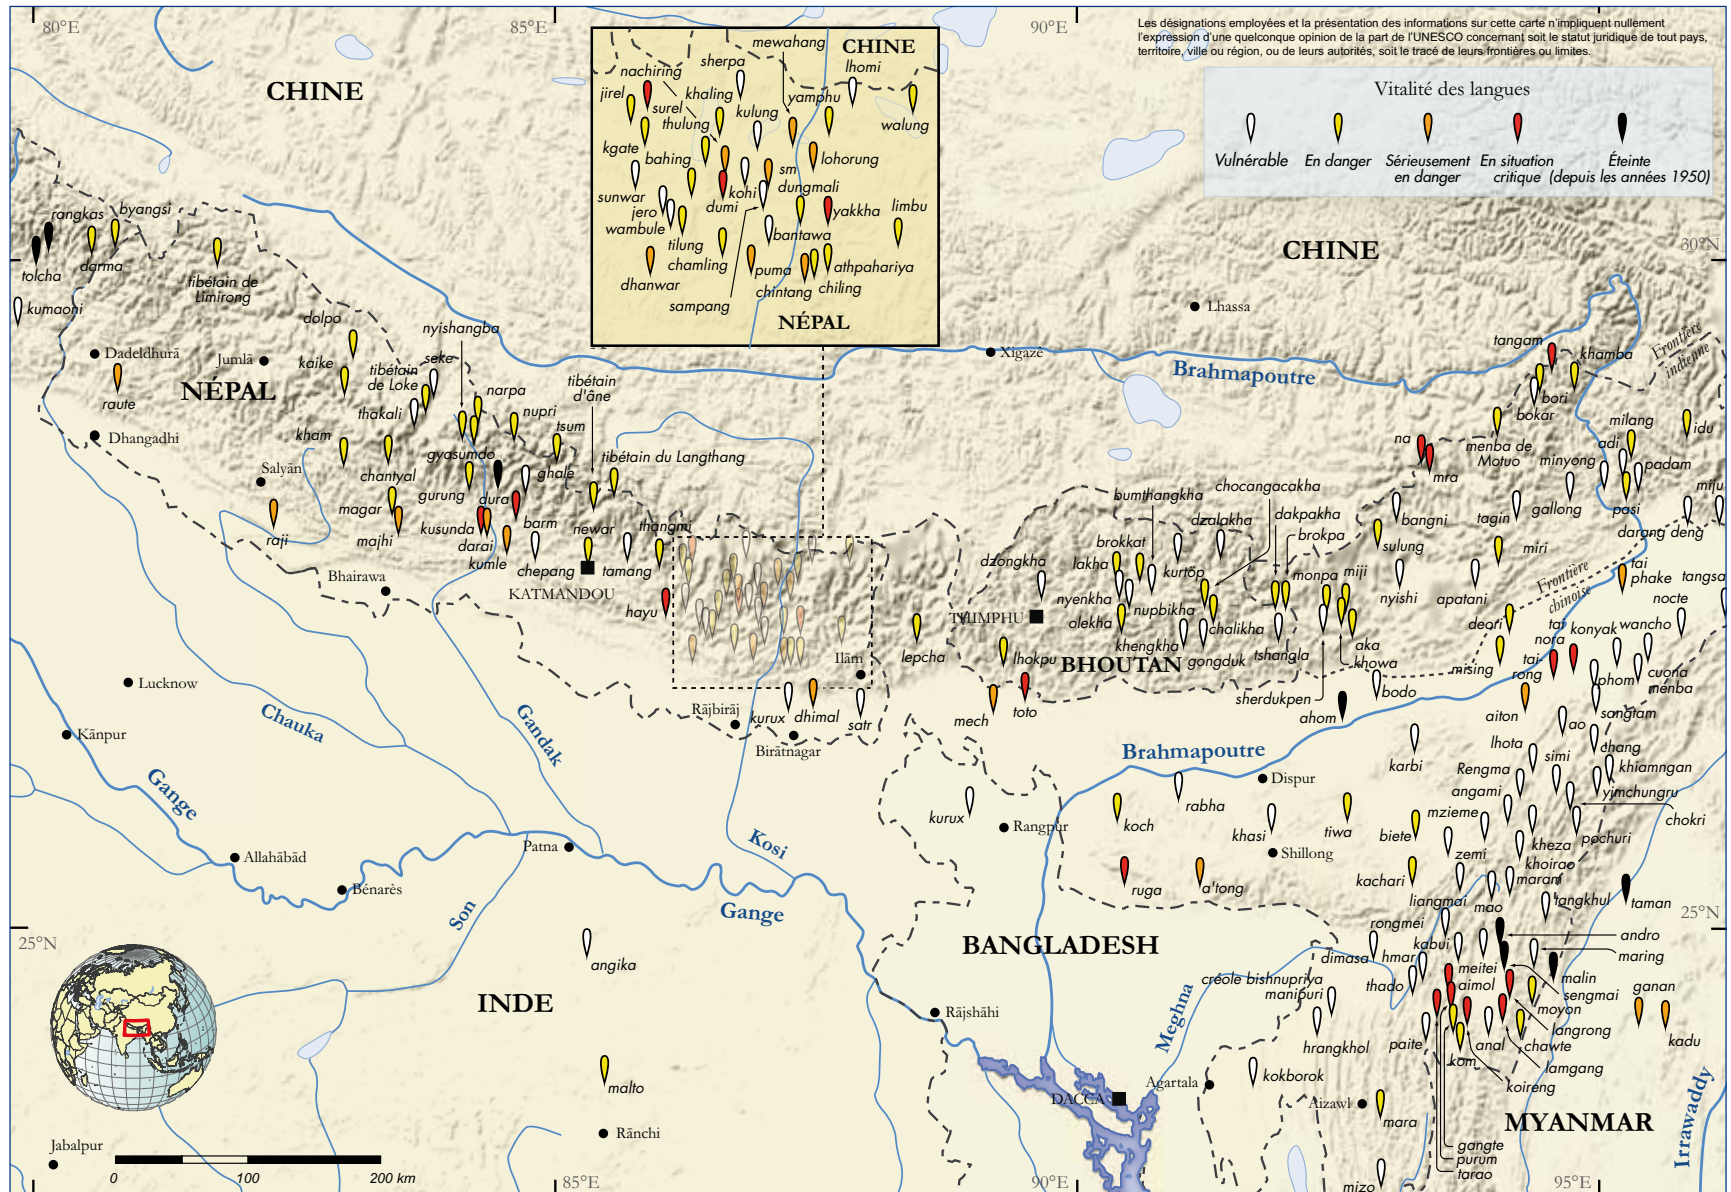 80°E
85°E
90°E
Les désignations employées et la présentation des informations sur cette carte n'impliquent nullement
l'expression d'une quelconque opinion de la part de l'UNESCO concernant soit le statut juridique de tout pays,
territoire, ville ou région, ou de leurs autorités, soit le tracé de leurs frontières ou limites.
Vitalité des langues
Vulnérable
En danger
Sérieusement
en danger
En situation
critique
Éteinte
(depuis les années 1950)
CHINE
mewahang
CHINE
sherpa
lhomi
nachiring
jirel
khaling
yamphu
surel
kulung
walung
thulung
kgate
bahing
lohorung
sm
sunwar
kohi
dungmali
jero
dumi
yakkha
limbu
wambule
bantawa
tilung
chamling
puma
athpahariya
dhanwar
chintang
chiling
sampang
NÉPAL
CHINE
30°N
rangkas
byangsi
tolcha
darma
tibétain de
Limirong
kumaoni
dolpo
nyishangba
Lhassa
Dadeldhurā
Jumlā
kaike
seke
tibétain
de Loke
Xigazé
Brahmapoutre
tangam
khamba
Frontière
indienne
NÉPAL
raute
thakali
narpa
tibétain
d'âne
nupri
tsum
bori
bokar
Dhangadhi
kham
gyasumdo
chantyal
ghale
tibétain du Langthang
na
mra
menba de
Motuo
milang
adi
idu
minyong
padam
Salyān
gurung
dura
magar
majhi
kusunda
barm
newar
thangmi
raji
darai
kumle
chepang
tamang
KATMANDOU
Bhairawa
hayu
bumthangkha
chocangacakha
dzalakha
dakpakha
brokpa
bangni
tagin
gallong
pasi
miju
darang deng
brokkat
lakha
dzongkha
kurtöp
monpa
miji
sulung
miri
tai
phake
tangsa
nyenkha
nupbikha
olekha
chalikha
nyishi
apatani
Frontière
chinoise
nocte
THIMPHU
khengkha
gongduk
tshangla
aka
khowa
deori
tai
nora
konyak
wancho
lepcha
lhokpu
BHOUTAN
mising
tai-
rong
phom
cuona
menba
Ilām
sherdukpen
bodo
Lucknow
Rājbirāj
kurux
dhimal
satr
mech
toto
ahom
aiton
ao
sangtam
Chauka
Gandak
Kānpur
Birātnagar
Brahmapoutre
karbi
lhota
simi
chang
khiamngan
Gange
Dispur
Rengma
angami
yimchungru
rabha
kurux
Rangpur
koch
khasi
tiwa
biete
mzieme
chokri
pochuri
Kosi
Patna
Shillong
zemi
kheza
khoirao
Allahābād
ruga
a'tong
kachari
maram
Bénarès
liangmai
mao
tangkhul
taman
Son
Gange
rongmei
25°N
25°N
BANGLADESH
andro
angika
dimasa
hmar
kabui
maring
créole bishnupriya
manipuri
thado
meitei
aimol
malin
sengmai
ganan
moyon
INDE
Rājshāhi
Meghna
langrong
hrangkhol
paite
kom
anal
chawte
lamgang
kadu
malto
kokborok
koireng
Agartala
DACCA
Aizawl
mara
MYANMAR
Jabalpur
Rānchi
gangte
purum
tarao
Irrawaddy
0
100
200 km
85°E
90°E
mizo
95°E